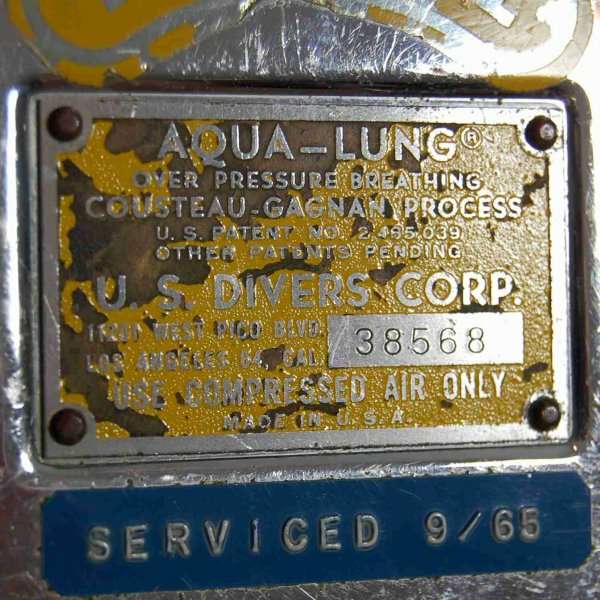 AQUA-LUNG®
OVER PRESSURE BREATHING
COUSTEAU-GAGNAN PROCESS
U.S. PATENT NO. 2,485,039
OTHER PATENTS PENDING
U. S. DIVERS CORP.
11201 WEST PICO BLVD.
LOS ANGELES 64, CAL.
38568
USE COMPRESSED AIR ONLY
MADE IN U.S.A.
SERVICED 9/65